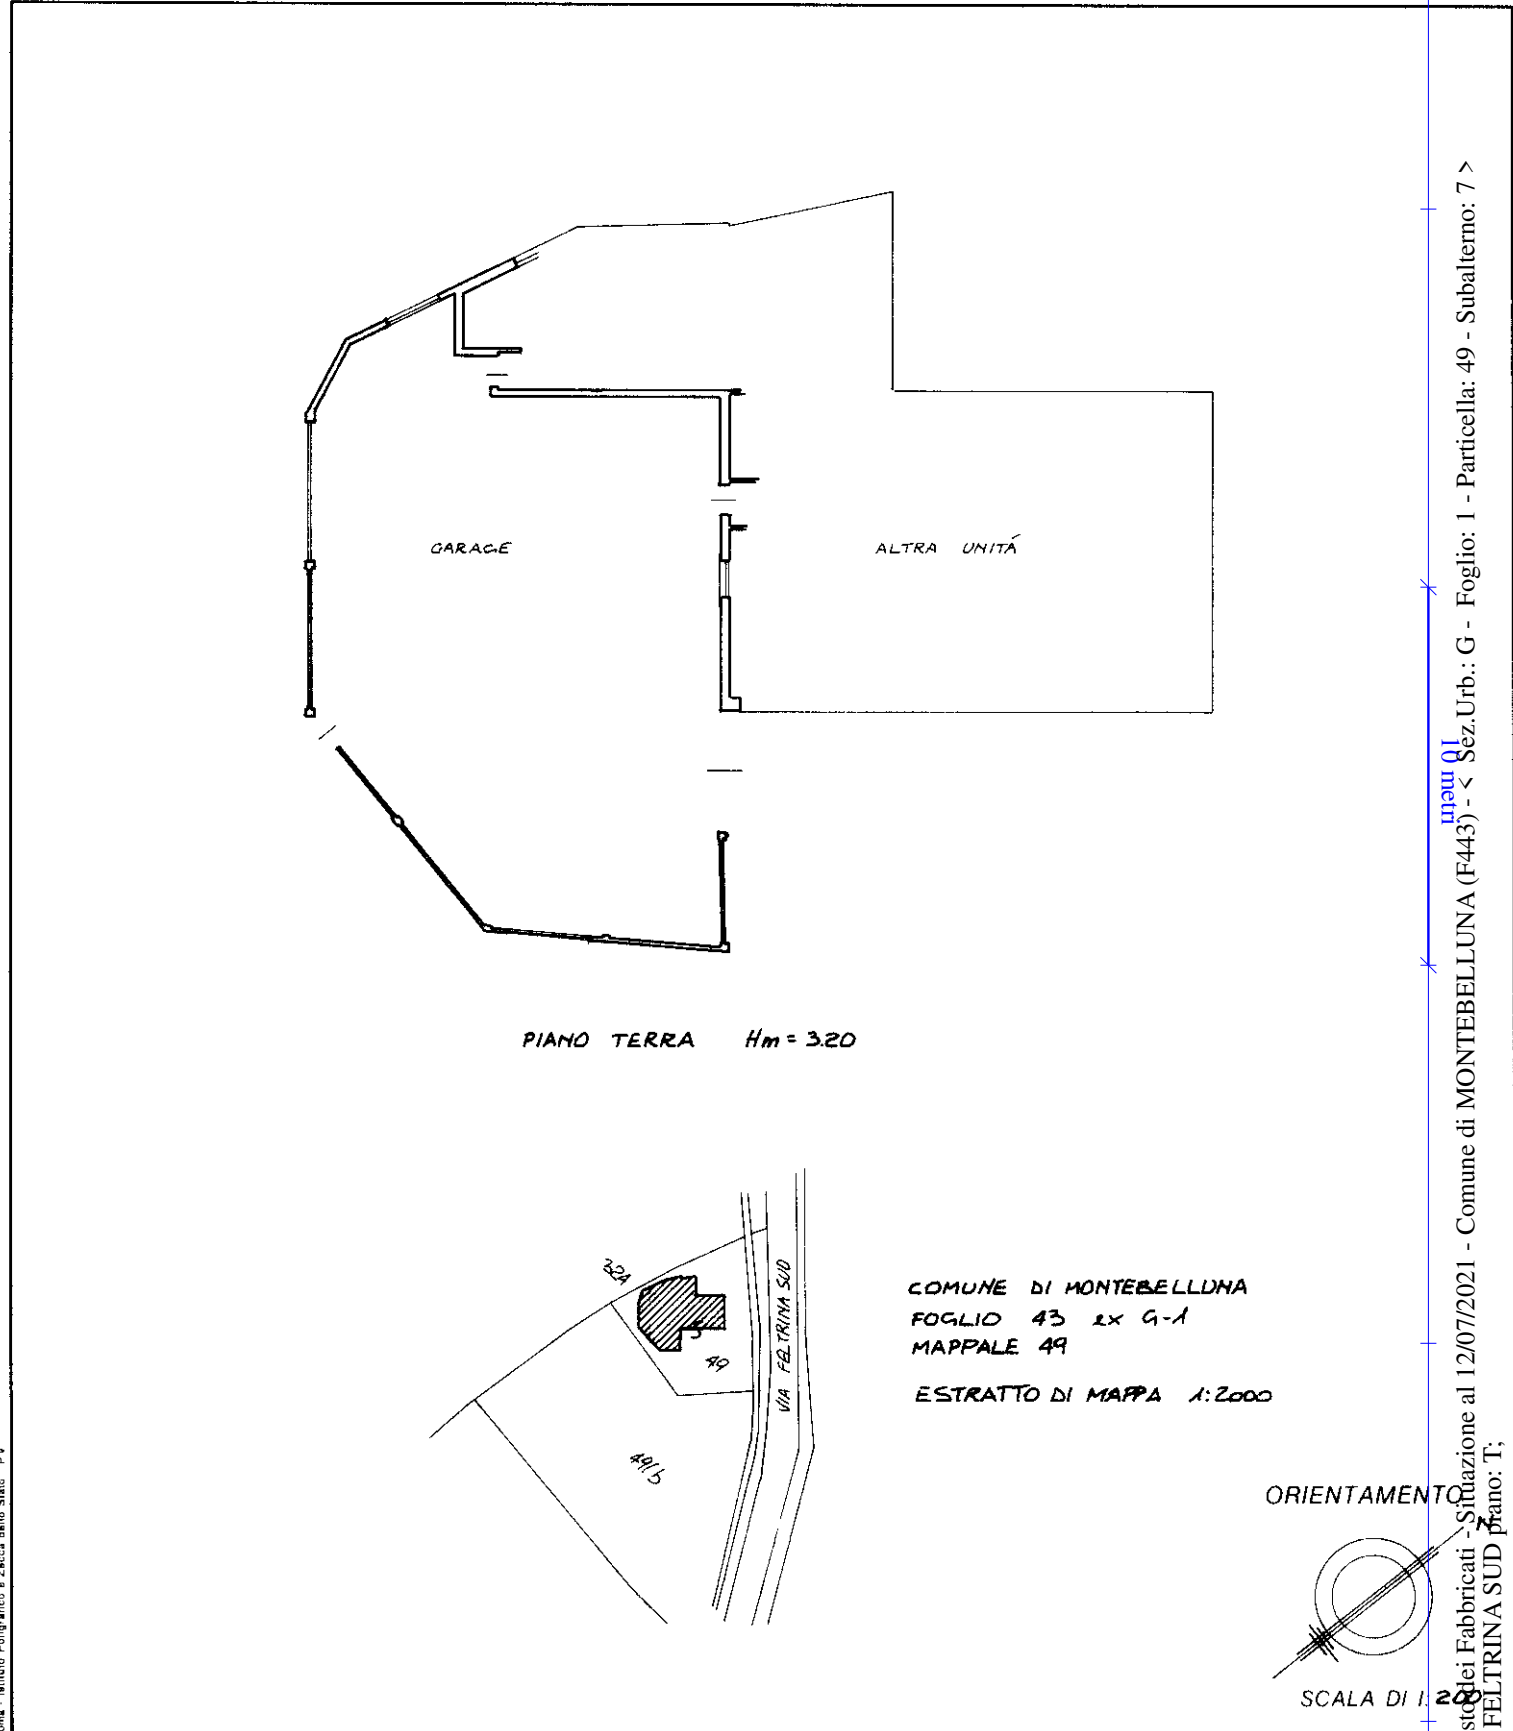 GARAGE
ALTRA UNITÁ
PIANO TERRA Hm = 3.20
324
5
49
49/b
VIA FELTRINA SUD
COMUNE DI MONTEBELLUNA
FOGLIO 43 ex G-1
MAPPALE 49
ESTRATTO DI MAPPA 1:2000
ORIENTAMENTO
N
SCALA DI 1: 200
10 metri
sto dei Fabbricati - Situazione al 12/07/2021 - Comune di MONTEBELLUNA (F443) - < Sez.Urb.: G - Foglio: 1 - Particella: 49 - Subalterno: 7 >
FELTRINA SUD piano: T;